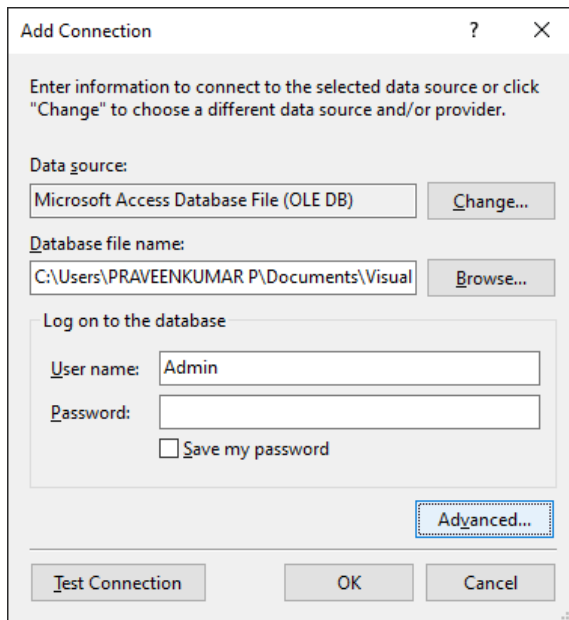 Add Connection
?
Enter information to connect to the selected data source or click
"Change" to choose a different data source and/or provider.
Data source:
Microsoft Access Database File (OLE DB)
Change...
Database file name:
C:\Users\PRAVEENKUMAR P\Documents\Visual
Browse...
Log on to the database
User name:
Admin
Password:
Save my password
Advanced...
Test Connection
OK
Cancel